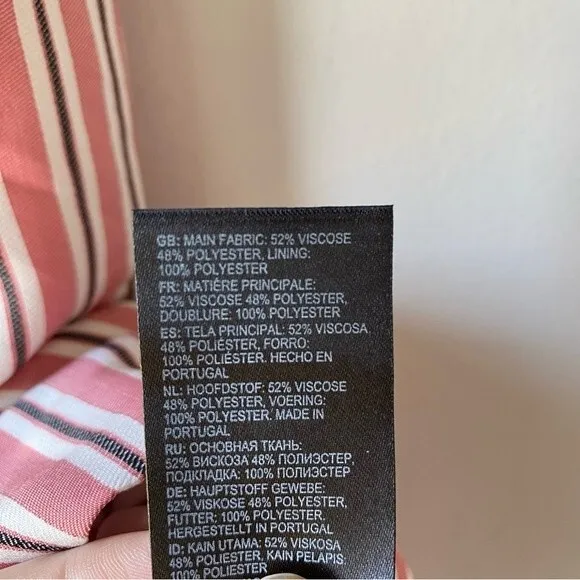 GB: MAIN FABRIC: 52% VISCOSE
48% POLYESTER, LINING:
100% POLYESTER
FR: MATIÈRE PRINCIPALE:
52% VISCOSE 48% POLYESTER,
DOUBLURE: 100% POLYESTER
ES: TELA PRINCIPAL: 52% VISCOSA
48% POLIÉSTER, FORRO:
100% POLIÉSTER. HECHO EN
PORTUGAL
NL: HOOFDSTOF: 52% VISCOSE
48% POLYESTER, VOERING:
100% POLYESTER. MADE IN
PORTUGAL
RU: ОСНОВНАЯ ТКАНЬ:
52% ВИСКОЗА 48% ПОЛИЭСТЕР,
ПОДКЛАДКА: 100% ПОЛИЭСТЕР
DE: HAUPTSTOFF GEWEBE:
52% VISKOSE 48% POLYESTER,
FUTTER: 100% POLYESTER,
HERGESTELLT IN PORTUGAL
ID: KAIN UTAMA: 52% VISKOSA
48% POLIESTER, KAIN PELAPIS:
100% POLIESTER